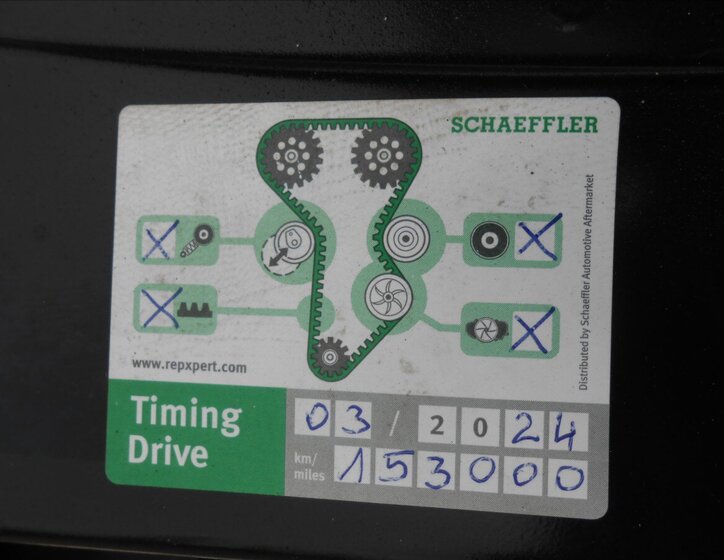 SCHAEFFLER
X
X
X
X
Distributed by Schaeffler Automotive Aftermarket
www.repxpert.com
Timing
Drive
03 / 2024
km/
miles
153000